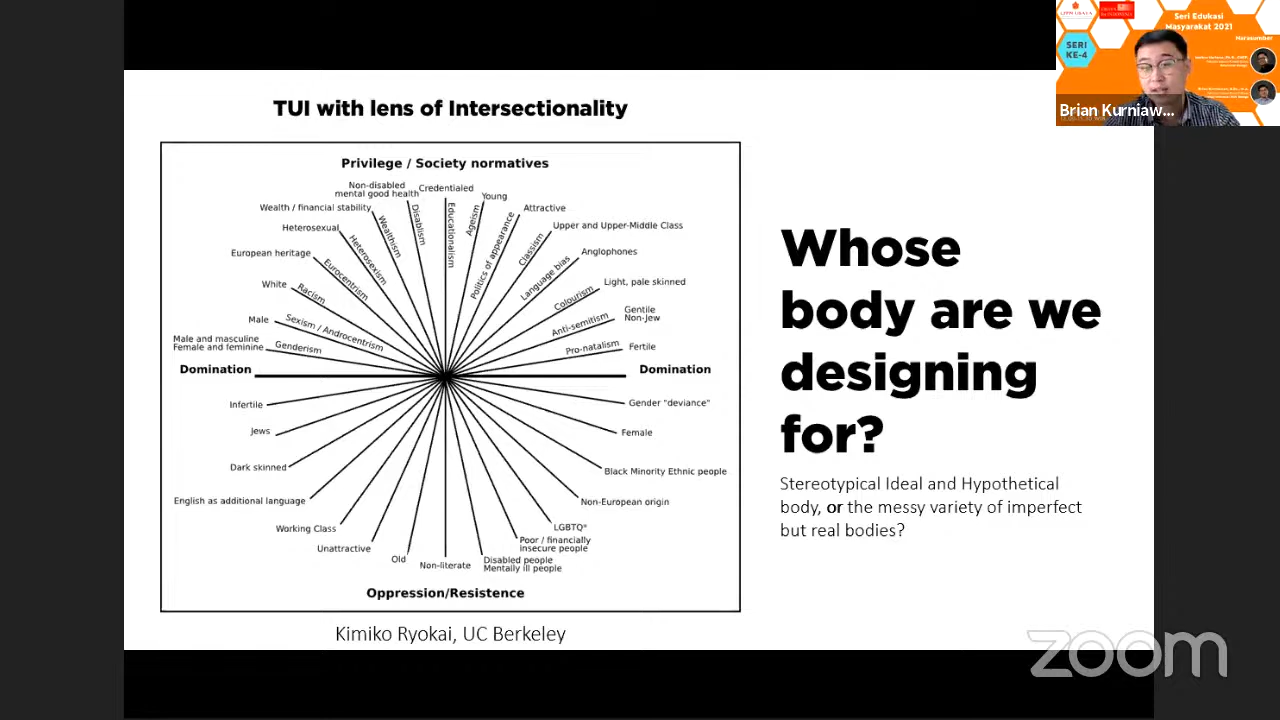 TUI with lens of Intersectionality
Privilege / Society normatives
Non-disabled
mental good health
Credentialed
Young
Wealth / financial stability
Attractive
Heterosexual
Upper and Upper-Middle Class
European heritage
Anglophones
White
Light, pale skinned
Male
Gentile
Non-Jew
Male and masculine
Female and feminine
Fertile
Genderism
Sexism / Androcentrism
Racism
Eurocentrism
Heterosexism
Wealthism
Disablism
Educationalism
Ageism
Politics of appearance
Classism
Language bias
Colourism
Anti-semitism
Pro-natalism
Domination
Domination
Infertile
Gender "deviance"
Jews
Female
Dark skinned
Black Minority Ethnic people
English as additional language
Non-European origin
Working Class
LGBTQ*
Unattractive
Poor / financially
insecure people
Old
Non-literate
Disabled people
Mentally ill people
Oppression/Resistence
Kimiko Ryokai, UC Berkeley
Whose
body are we
designing
for?
Stereotypical Ideal and Hypothetical
body, or the messy variety of imperfect
but real bodies?
Seri Edukasi
Masyarakat 2021
Narasumber
SERI
KE-4
Brian Kurniaw...
zoom